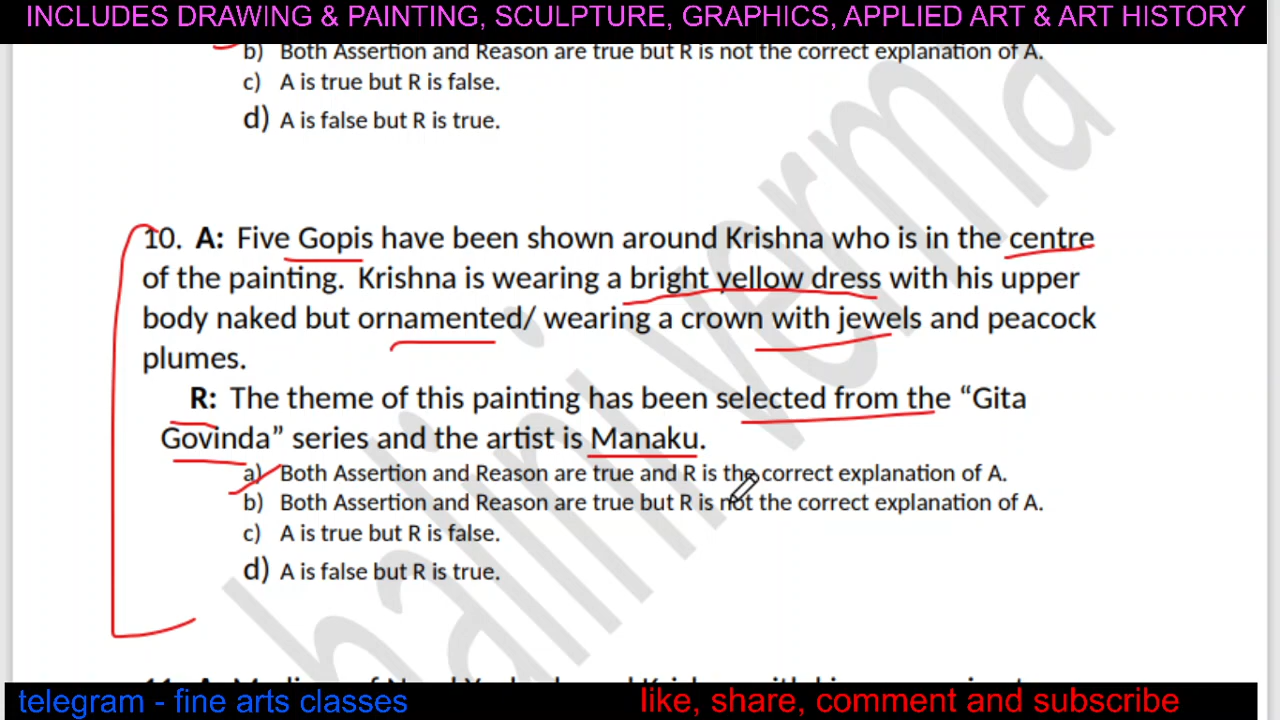 INCLUDES DRAWING & PAINTING, SCULPTURE, GRAPHICS, APPLIED ART & ART HISTORY
b) Both Assertion and Reason are true but R is not the correct explanation of A.
c) A is true but R is false.
d) A is false but R is true.
10. A: Five Gopis have been shown around Krishna who is in the centre
of the painting. Krishna is wearing a bright yellow dress with his upper
body naked but ornamented/ wearing a crown with jewels and peacock
plumes.
R: The theme of this painting has been selected from the “Gita
Govinda” series and the artist is Manaku.
a) Both Assertion and Reason are true and R is the correct explanation of A.
b) Both Assertion and Reason are true but R is not the correct explanation of A.
c) A is true but R is false.
d) A is false but R is true.
telegram - fine arts classes
like, share, comment and subscribe